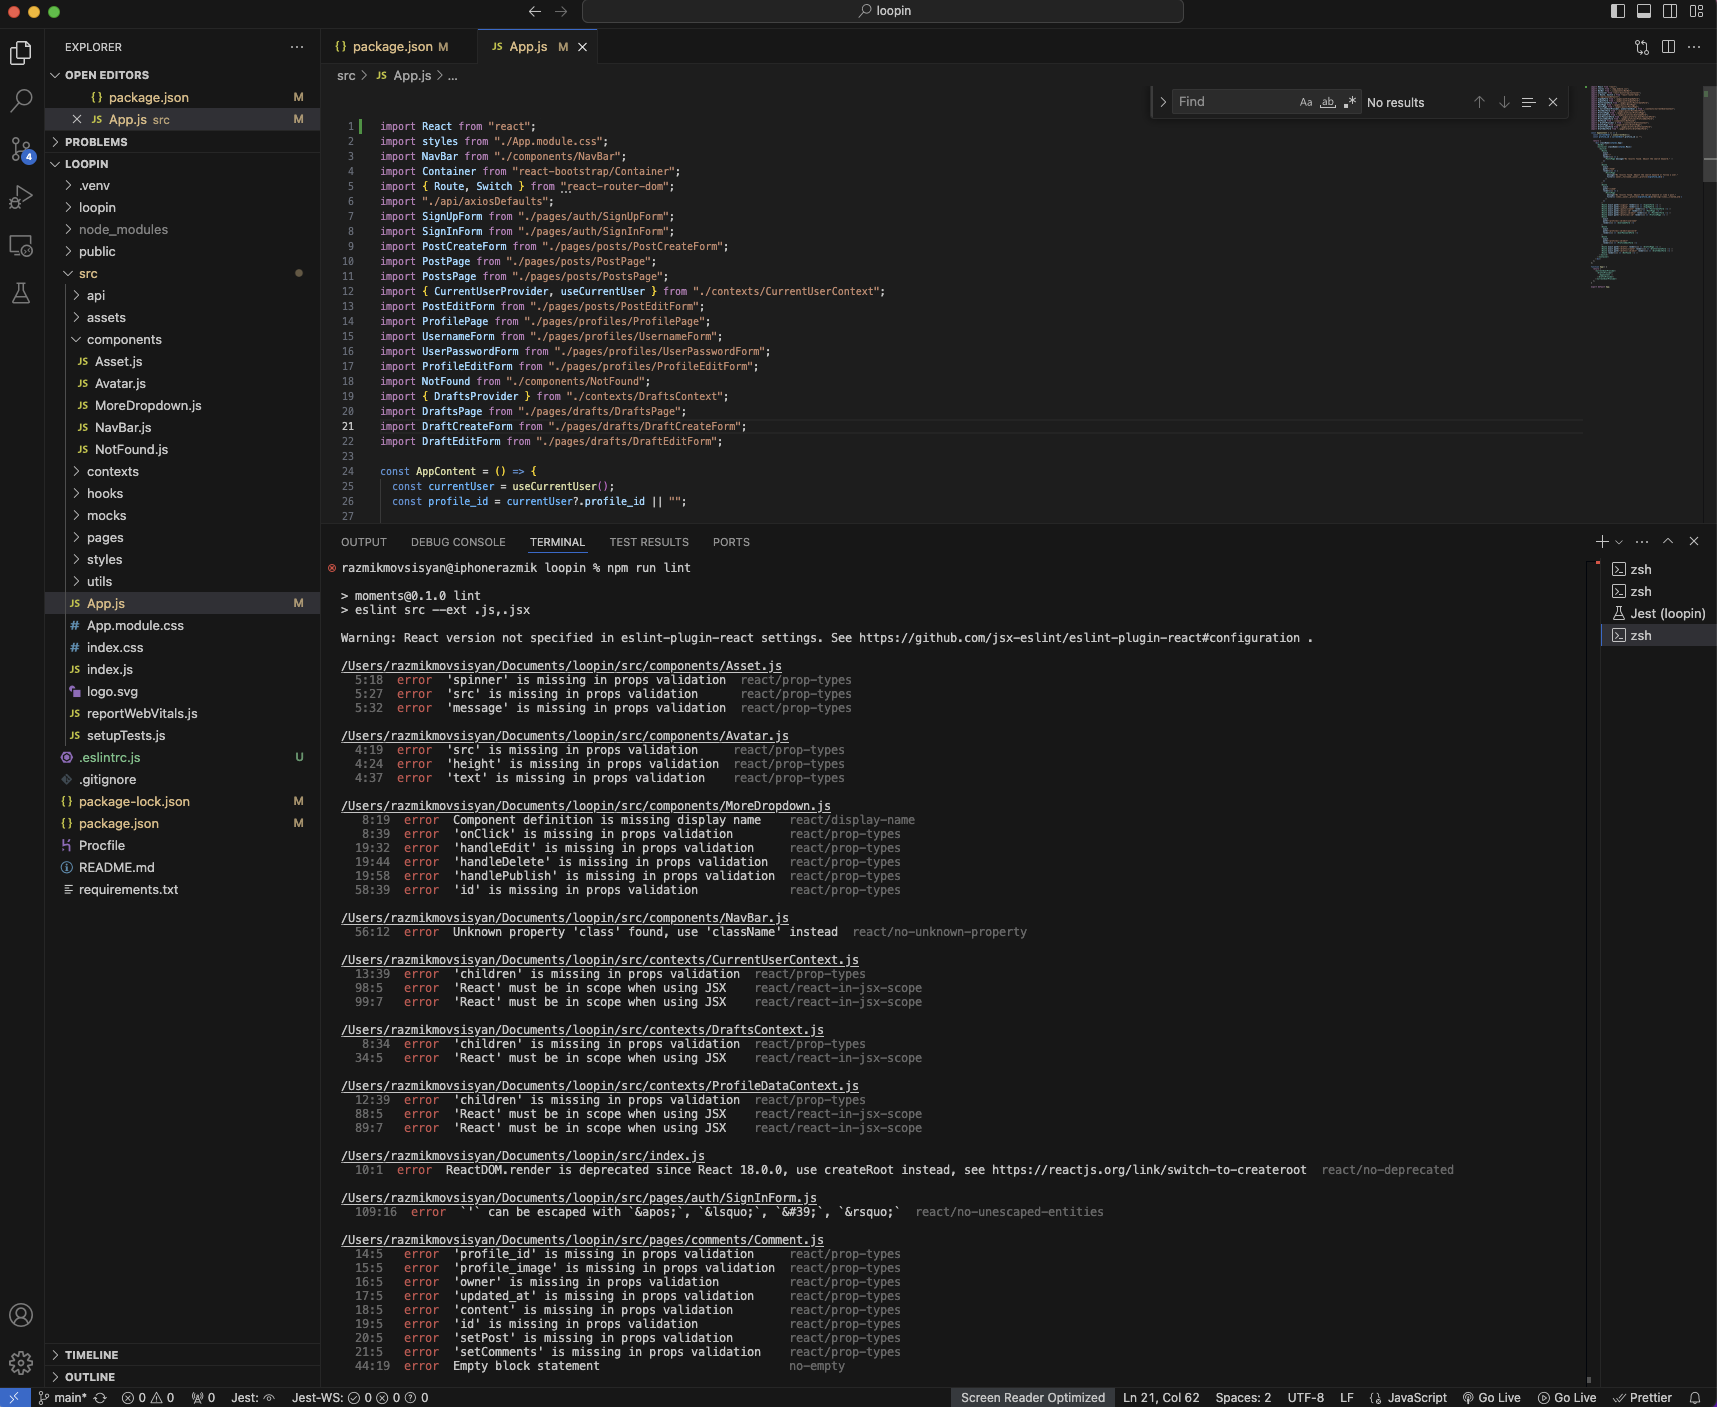 loopin
EXPLORER
OPEN EDITORS
{} package.json M
JS App.js src M
PROBLEMS
LOOPIN
.venv
loopin
node_modules
public
src
api
assets
components
JS Asset.js
JS Avatar.js
JS MoreDropdown.js
JS NavBar.js
JS NotFound.js
contexts
hooks
mocks
pages
styles
utils
JS App.js M
# App.module.css
# index.css
JS index.js
logo.svg
JS reportWebVitals.js
JS setupTests.js
.eslintrc.js U
.gitignore
{} package-lock.json M
{} package.json M
Procfile
README.md
requirements.txt
TIMELINE
OUTLINE
4
{} package.json M
JS App.js M
src > JS App.js > ...
Find
Aa ab .*
No results
1 import React from "react";
2 import styles from "./App.module.css";
3 import NavBar from "./components/NavBar";
4 import Container from "react-bootstrap/Container";
5 import { Route, Switch } from "react-router-dom";
6 import "./api/axiosDefaults";
7 import SignUpForm from "./pages/auth/SignUpForm";
8 import SignInForm from "./pages/auth/SignInForm";
9 import PostCreateForm from "./pages/posts/PostCreateForm";
10 import PostPage from "./pages/posts/PostPage";
11 import PostsPage from "./pages/posts/PostsPage";
12 import { CurrentUserProvider, useCurrentUser } from "./contexts/CurrentUserContext";
13 import PostEditForm from "./pages/posts/PostEditForm";
14 import ProfilePage from "./pages/profiles/ProfilePage";
15 import UsernameForm from "./pages/profiles/UsernameForm";
16 import UserPasswordForm from "./pages/profiles/UserPasswordForm";
17 import ProfileEditForm from "./pages/profiles/ProfileEditForm";
18 import NotFound from "./components/NotFound";
19 import { DraftsProvider } from "./contexts/DraftsContext";
20 import DraftsPage from "./pages/drafts/DraftsPage";
21 import DraftCreateForm from "./pages/drafts/DraftCreateForm";
22 import DraftEditForm from "./pages/drafts/DraftEditForm";
23
24 const AppContent = () => {
25 const currentUser = useCurrentUser();
26 const profile_id = currentUser?.profile_id || "";
27
OUTPUT DEBUG CONSOLE TERMINAL TEST RESULTS PORTS
zsh
zsh
Jest (loopin)
zsh
razmikmovsisyan@iphonerazmik loopin % npm run lint
> moments@0.1.0 lint
> eslint src --ext .js,.jsx
Warning: React version not specified in eslint-plugin-react settings. See https://github.com/jsx-eslint/eslint-plugin-react#configuration .
/Users/razmikmovsisyan/Documents/loopin/src/components/Asset.js
5:18 error 'spinner' is missing in props validation react/prop-types
5:27 error 'src' is missing in props validation react/prop-types
5:32 error 'message' is missing in props validation react/prop-types
/Users/razmikmovsisyan/Documents/loopin/src/components/Avatar.js
4:19 error 'src' is missing in props validation react/prop-types
4:24 error 'height' is missing in props validation react/prop-types
4:37 error 'text' is missing in props validation react/prop-types
/Users/razmikmovsisyan/Documents/loopin/src/components/MoreDropdown.js
8:19 error Component definition is missing display name react/display-name
8:39 error 'onClick' is missing in props validation react/prop-types
19:32 error 'handleEdit' is missing in props validation react/prop-types
19:44 error 'handleDelete' is missing in props validation react/prop-types
19:58 error 'handlePublish' is missing in props validation react/prop-types
58:39 error 'id' is missing in props validation react/prop-types
/Users/razmikmovsisyan/Documents/loopin/src/components/NavBar.js
56:12 error Unknown property 'class' found, use 'className' instead react/no-unknown-property
/Users/razmikmovsisyan/Documents/loopin/src/contexts/CurrentUserContext.js
13:39 error 'children' is missing in props validation react/prop-types
98:5 error 'React' must be in scope when using JSX react/react-in-jsx-scope
99:7 error 'React' must be in scope when using JSX react/react-in-jsx-scope
/Users/razmikmovsisyan/Documents/loopin/src/contexts/DraftsContext.js
8:34 error 'children' is missing in props validation react/prop-types
34:5 error 'React' must be in scope when using JSX react/react-in-jsx-scope
/Users/razmikmovsisyan/Documents/loopin/src/contexts/ProfileDataContext.js
12:39 error 'children' is missing in props validation react/prop-types
88:5 error 'React' must be in scope when using JSX react/react-in-jsx-scope
89:7 error 'React' must be in scope when using JSX react/react-in-jsx-scope
/Users/razmikmovsisyan/Documents/loopin/src/index.js
10:1 error ReactDOM.render is deprecated since React 18.0.0, use createRoot instead, see https://reactjs.org/link/switch-to-createroot react/no-deprecated
/Users/razmikmovsisyan/Documents/loopin/src/pages/auth/SignInForm.js
109:16 error `'` can be escaped with `&apos;`, `&lsquo;`, `&#39;`, `&rsquo;` react/no-unescaped-entities
/Users/razmikmovsisyan/Documents/loopin/src/pages/comments/Comment.js
14:5 error 'profile_id' is missing in props validation react/prop-types
15:5 error 'profile_image' is missing in props validation react/prop-types
16:5 error 'owner' is missing in props validation react/prop-types
17:5 error 'updated_at' is missing in props validation react/prop-types
18:5 error 'content' is missing in props validation react/prop-types
19:5 error 'id' is missing in props validation react/prop-types
20:5 error 'setPost' is missing in props validation react/prop-types
21:5 error 'setComments' is missing in props validation react/prop-types
44:19 error Empty block statement no-empty
main* 0 0 0 Jest: Jest-WS: 0 0 0 Screen Reader Optimized Ln 21, Col 62 Spaces: 2 UTF-8 LF {} JavaScript Go Live Go Live Prettier